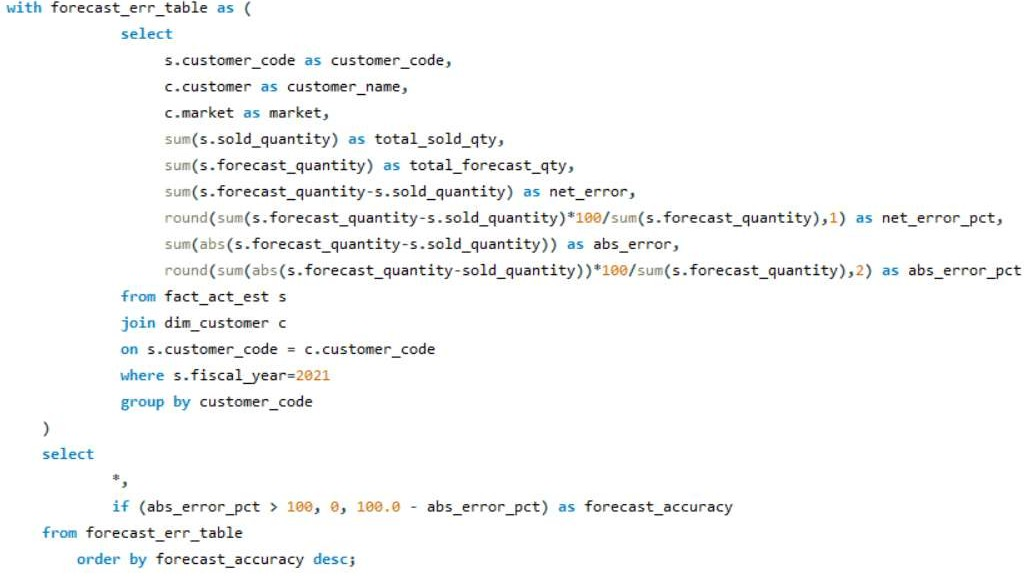 with forecast_err_table as (
select
s.customer_code as customer_code,
c.customer as customer_name,
c.market as market,
sum(s.sold_quantity) as total_sold_qty,
sum(s.forecast_quantity) as total_forecast_qty,
sum(s.forecast_quantity-s.sold_quantity) as net_error,
round(sum(s.forecast_quantity-s.sold_quantity)*100/sum(s.forecast_quantity),1) as net_error_pct,
sum(abs(s.forecast_quantity-s.sold_quantity)) as abs_error,
round(sum(abs(s.forecast_quantity-sold_quantity))*100/sum(s.forecast_quantity),2) as abs_error_pct
from fact_act_est s
join dim_customer c
on s.customer_code = c.customer_code
where s.fiscal_year=2021
group by customer_code
)
select
*,
if (abs_error_pct > 100, 0, 100.0 - abs_error_pct) as forecast_accuracy
from forecast_err_table
order by forecast_accuracy desc;